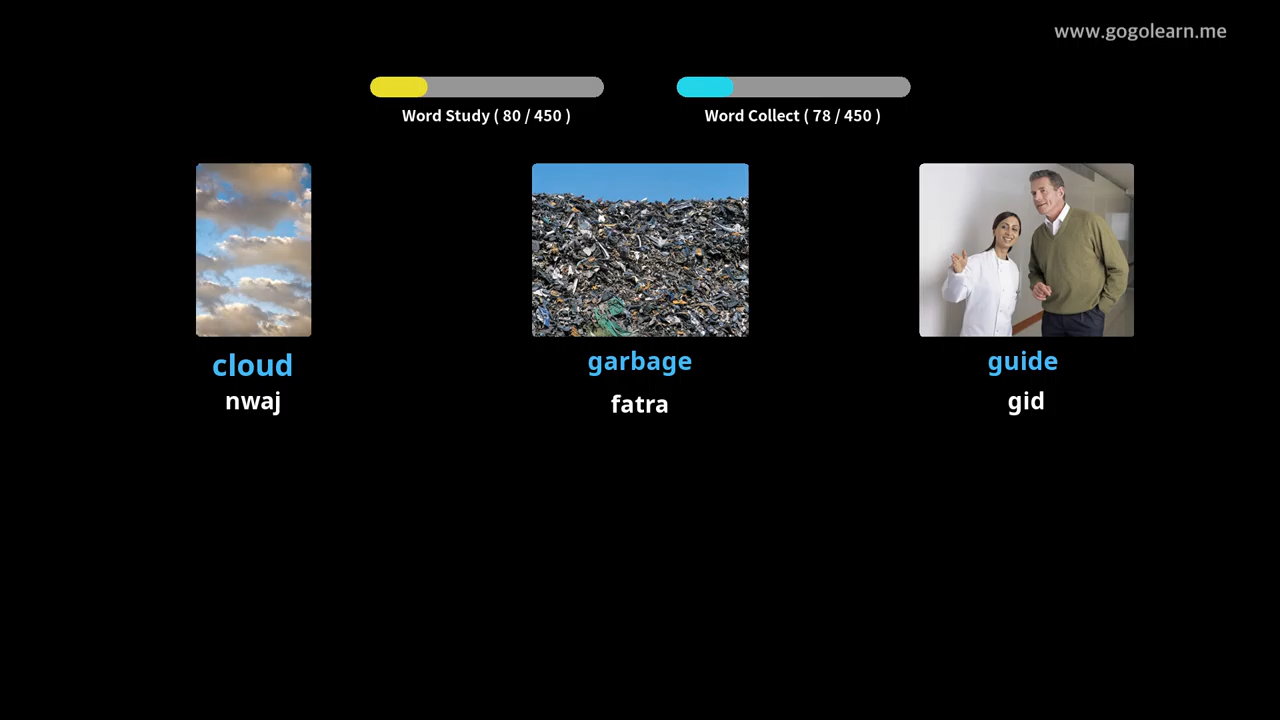 www.gogolearn.me
Word Study ( 80 / 450 )
Word Collect ( 78 / 450 )
cloud
nwaj
garbage
fatra
guide
gid